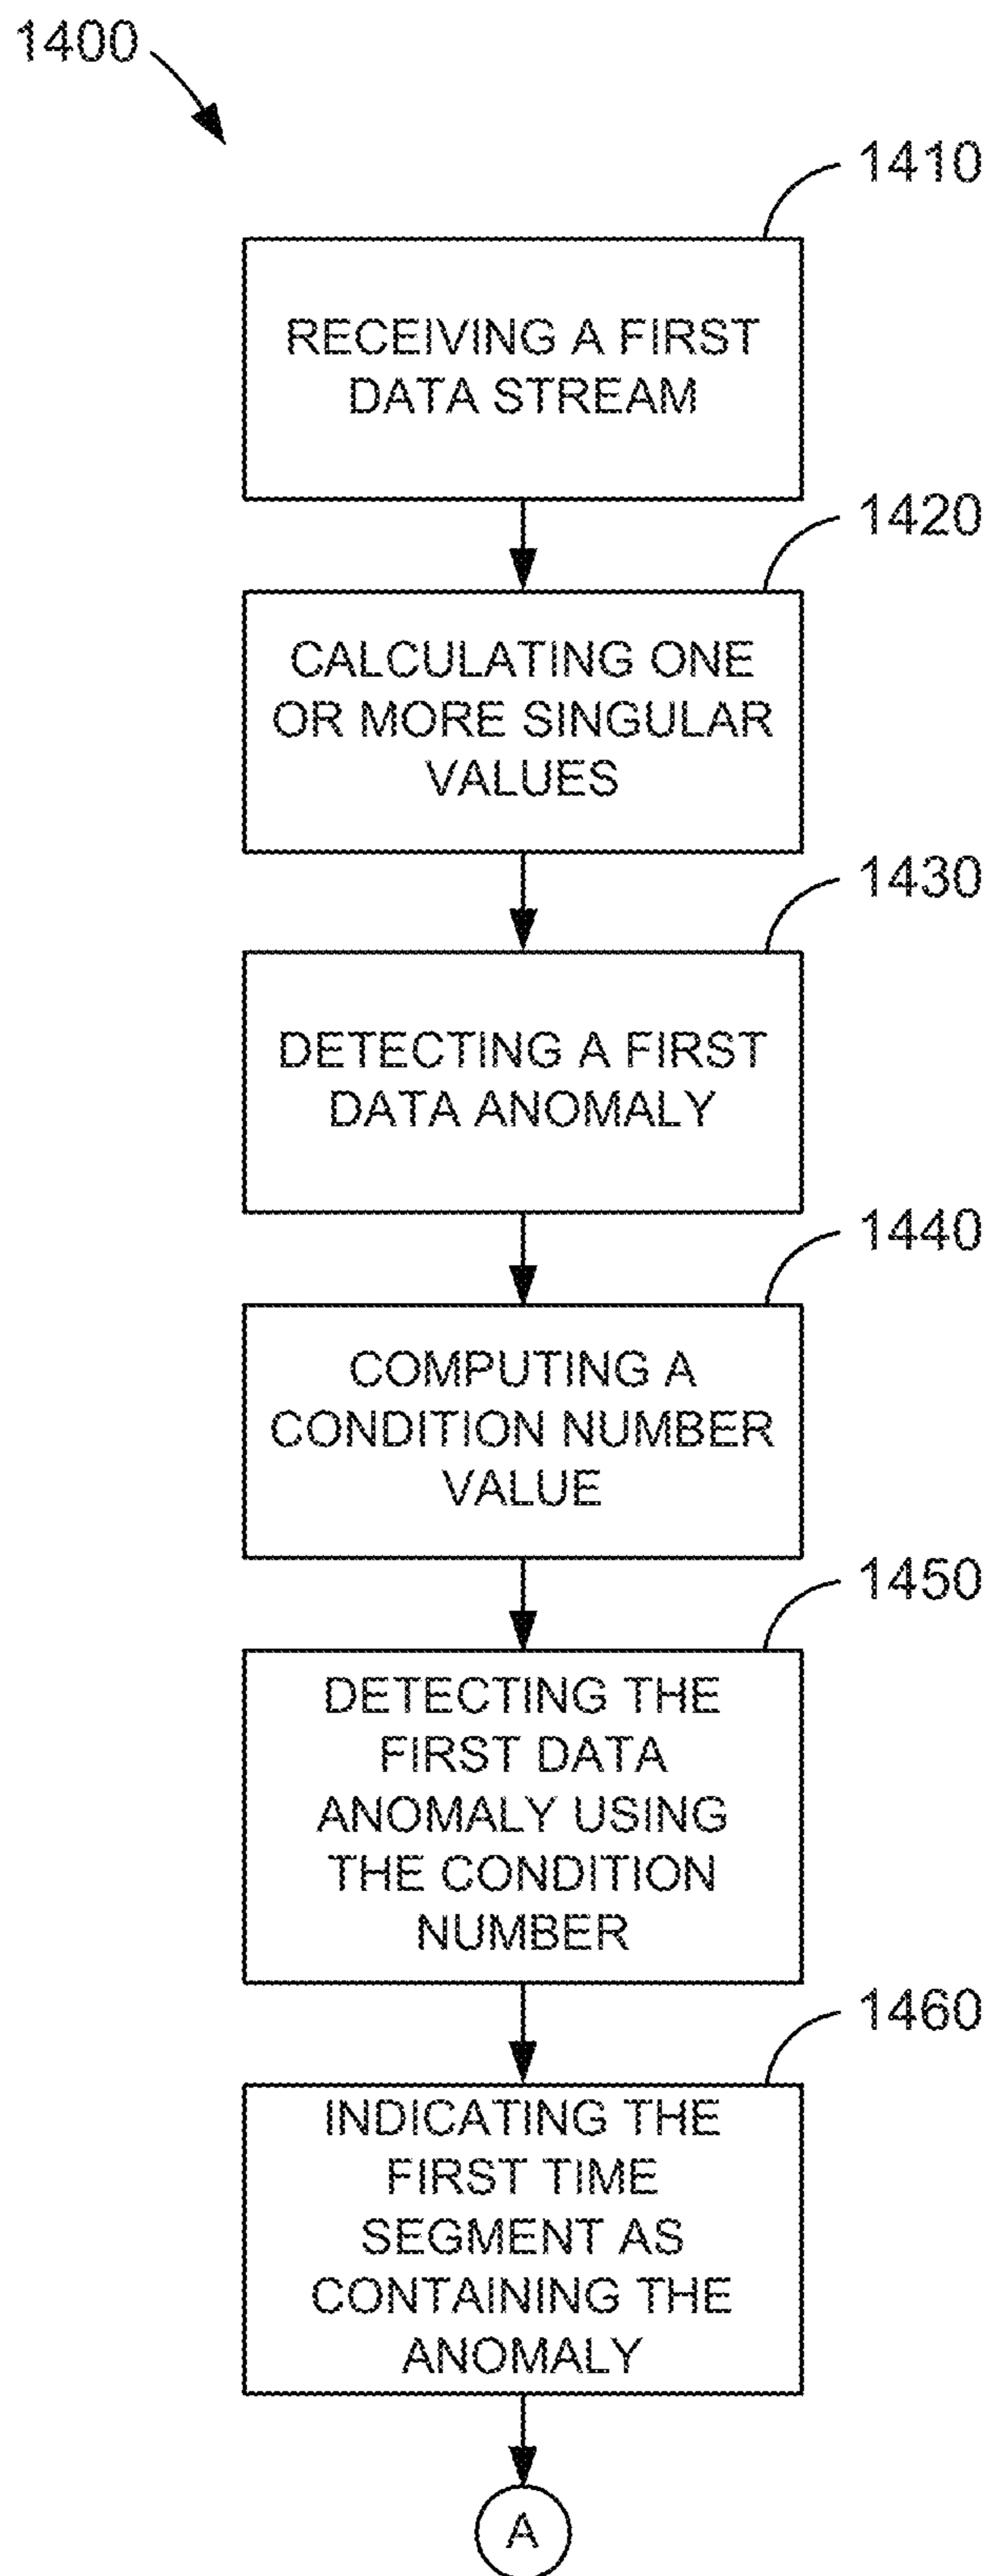 1400
1410
RECEIVING A FIRST
DATA STREAM
1420
CALCULATING ONE
OR MORE SINGULAR
VALUES
1430
DETECTING A FIRST
DATA ANOMALY
1440
COMPUTING A
CONDITION NUMBER
VALUE
1450
DETECTING THE
FIRST DATA
ANOMALY USING
THE CONDITION
NUMBER
1460
INDICATING THE
FIRST TIME
SEGMENT AS
CONTAINING THE
ANOMALY
A